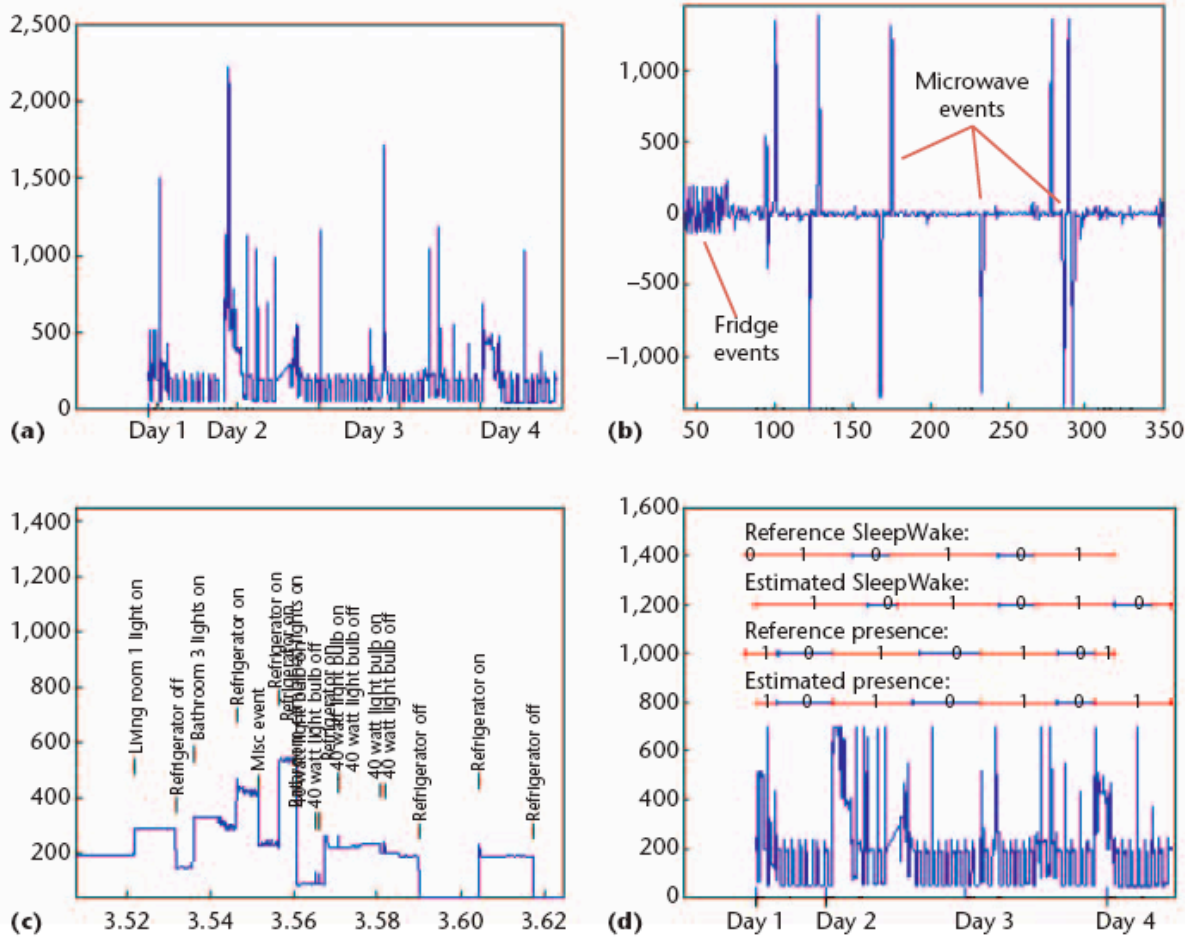 2,500
2,000
1,500
1,000
500
0
(a)
Day 1 Day 2 Day 3 Day 4
1,000
500
0
–500
–1,000
Microwave
events
Fridge
events
(b)
50 100 150 200 250 300 350
1,400
1,200
1,000
800
600
400
200
Living room 1 light on
Refrigerator off
Bathroom 3 lights on
Refrigerator on
Misc event
Refrigerator on
Refrigerator on
40 watt light bulb off
40 watt light bulb on
40 watt light bulb off
40 watt light bulb on
40 watt light bulb off
Refrigerator off
Refrigerator on
Refrigerator off
(c)
3.52 3.54 3.56 3.58 3.60 3.62
1,600
1,400
1,200
1,000
800
600
400
200
0
Reference SleepWake:
0 1 0 1 0 1
Estimated SleepWake:
1 0 1 0 1 0
Reference presence:
1 0 1 0 1 0 1
Estimated presence:
1 0 1 0 1 0 1
(d)
Day 1 Day 2 Day 3 Day 4